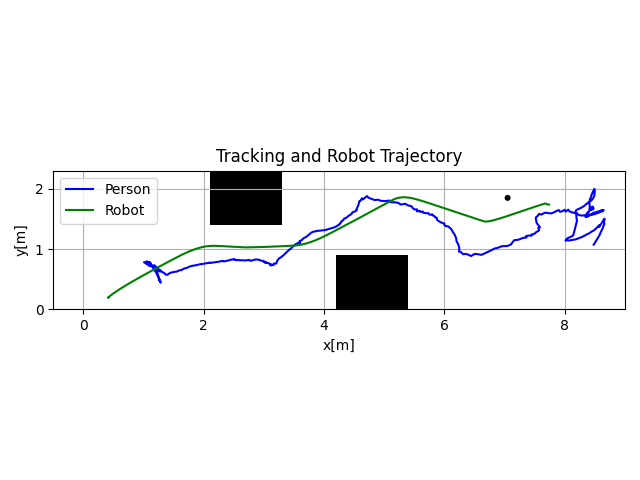 Tracking and Robot Trajectory
Person
Robot
y[m]
2
1
0
0 2 4 6 8
x[m]